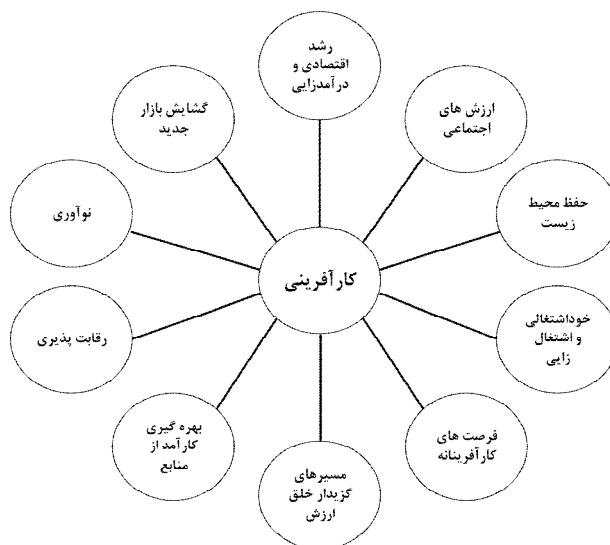 رشد
اقتصادی و
درآمدزایی
ارزش های
اجتماعی
حفظ محیط
زیست
خوداشتغالی
و اشتغال
زایی
فرصت های
کارآفرینانه
مسیرهای
گزیدار خلق
ارزش
بهره گیری
کارآمد از
منابع
رقابت پذیری
نوآوری
گشایش بازار
جدید
کارآفرینی